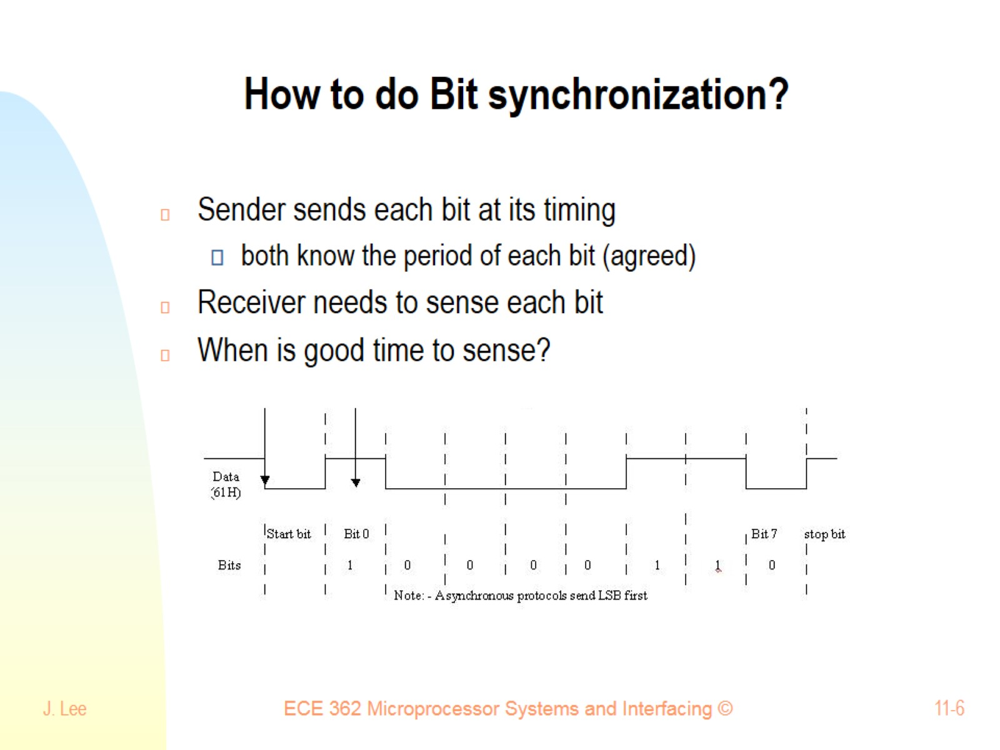 How to do Bit synchronization?
Sender sends each bit at its timing
both know the period of each bit (agreed)
Receiver needs to sense each bit
When is good time to sense?
Data
(61H)
Start bit Bit 0 Bit 7 stop bit
Bits 1 0 0 0 0 1 1 0
Note: - Asynchronous protocols send LSB first
J. Lee ECE 362 Microprocessor Systems and Interfacing © 11-6